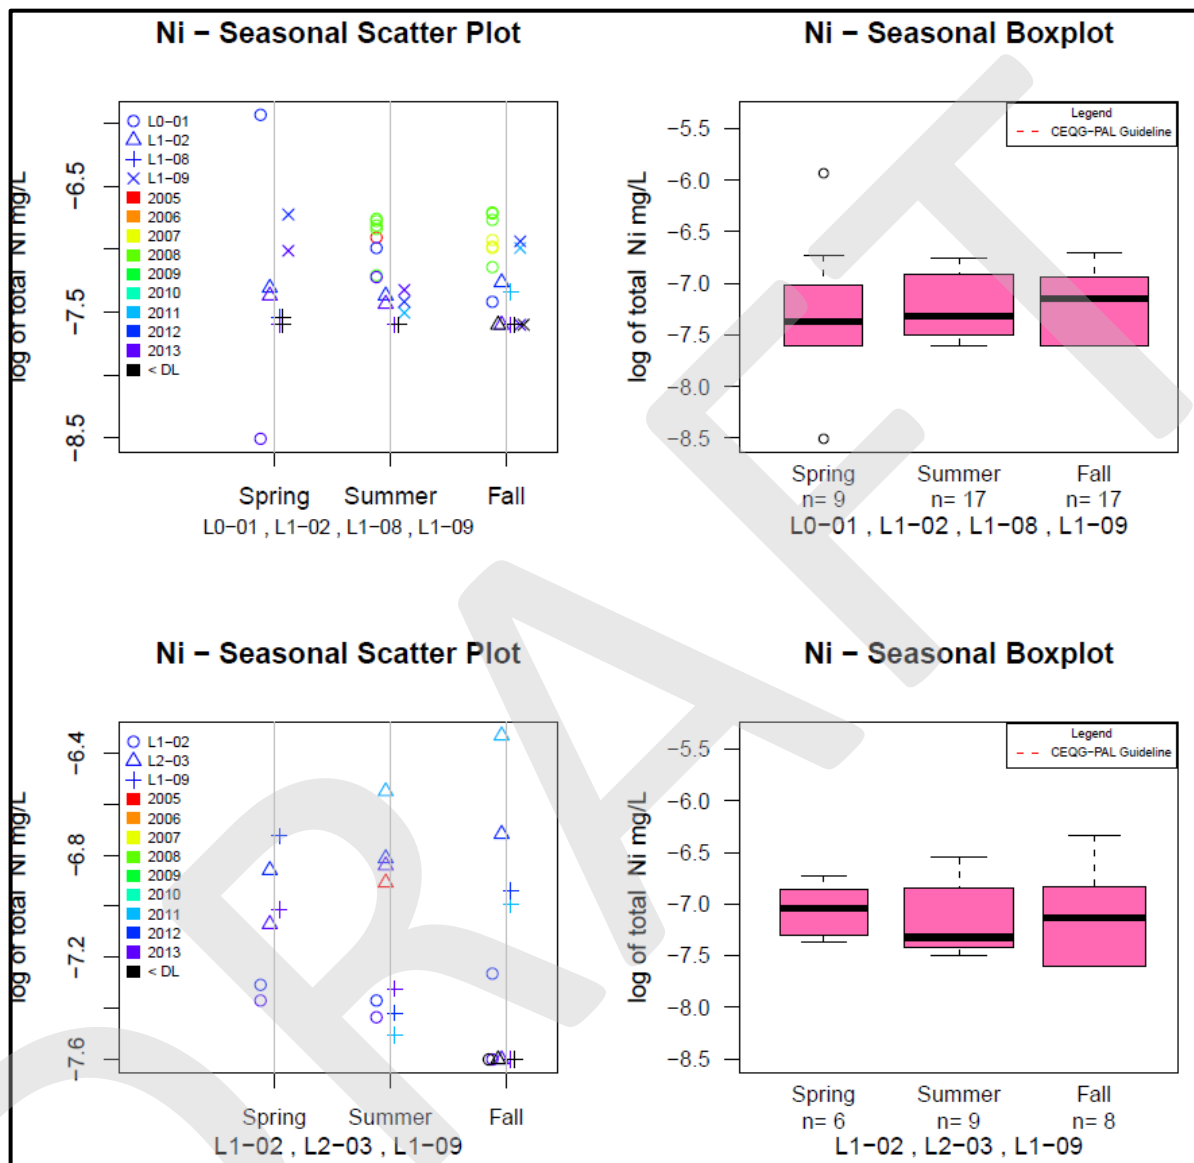 Ni − Seasonal Scatter Plot
log of total Ni mg/L
−6.5
−7.5
−8.5
L0−01
L1−02
L1−08
L1−09
2005
2006
2007
2008
2009
2010
2011
2012
2013
< DL
Spring Summer Fall
L0−01 , L1−02 , L1−08 , L1−09
Ni − Seasonal Boxplot
log of total Ni mg/L
−5.5
−6.0
−6.5
−7.0
−7.5
−8.0
−8.5
Legend
CEQG−PAL Guideline
Spring Summer Fall
n= 9 n= 17 n= 17
L0−01 , L1−02 , L1−08 , L1−09
Ni − Seasonal Scatter Plot
log of total Ni mg/L
−6.4
−6.8
−7.2
−7.6
L1−02
L2−03
L1−09
2005
2006
2007
2008
2009
2010
2011
2012
2013
< DL
Spring Summer Fall
L1−02 , L2−03 , L1−09
Ni − Seasonal Boxplot
log of total Ni mg/L
−5.5
−6.0
−6.5
−7.0
−7.5
−8.0
−8.5
Legend
CEQG−PAL Guideline
Spring Summer Fall
n= 6 n= 9 n= 8
L1−02 , L2−03 , L1−09
DRAFT